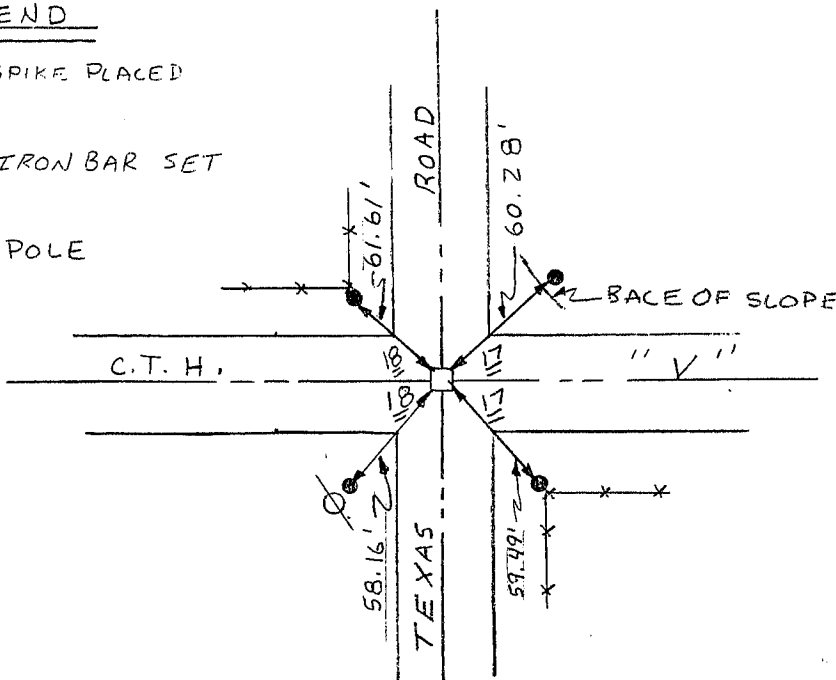 END
SPIKE PLACED
IRON BAR SET
POLE
ROAD
61.61'
60.28'
BACE OF SLOPE
C.T.H.
"V"
18
17
18
17
58.16'
59.49'
TEXAS